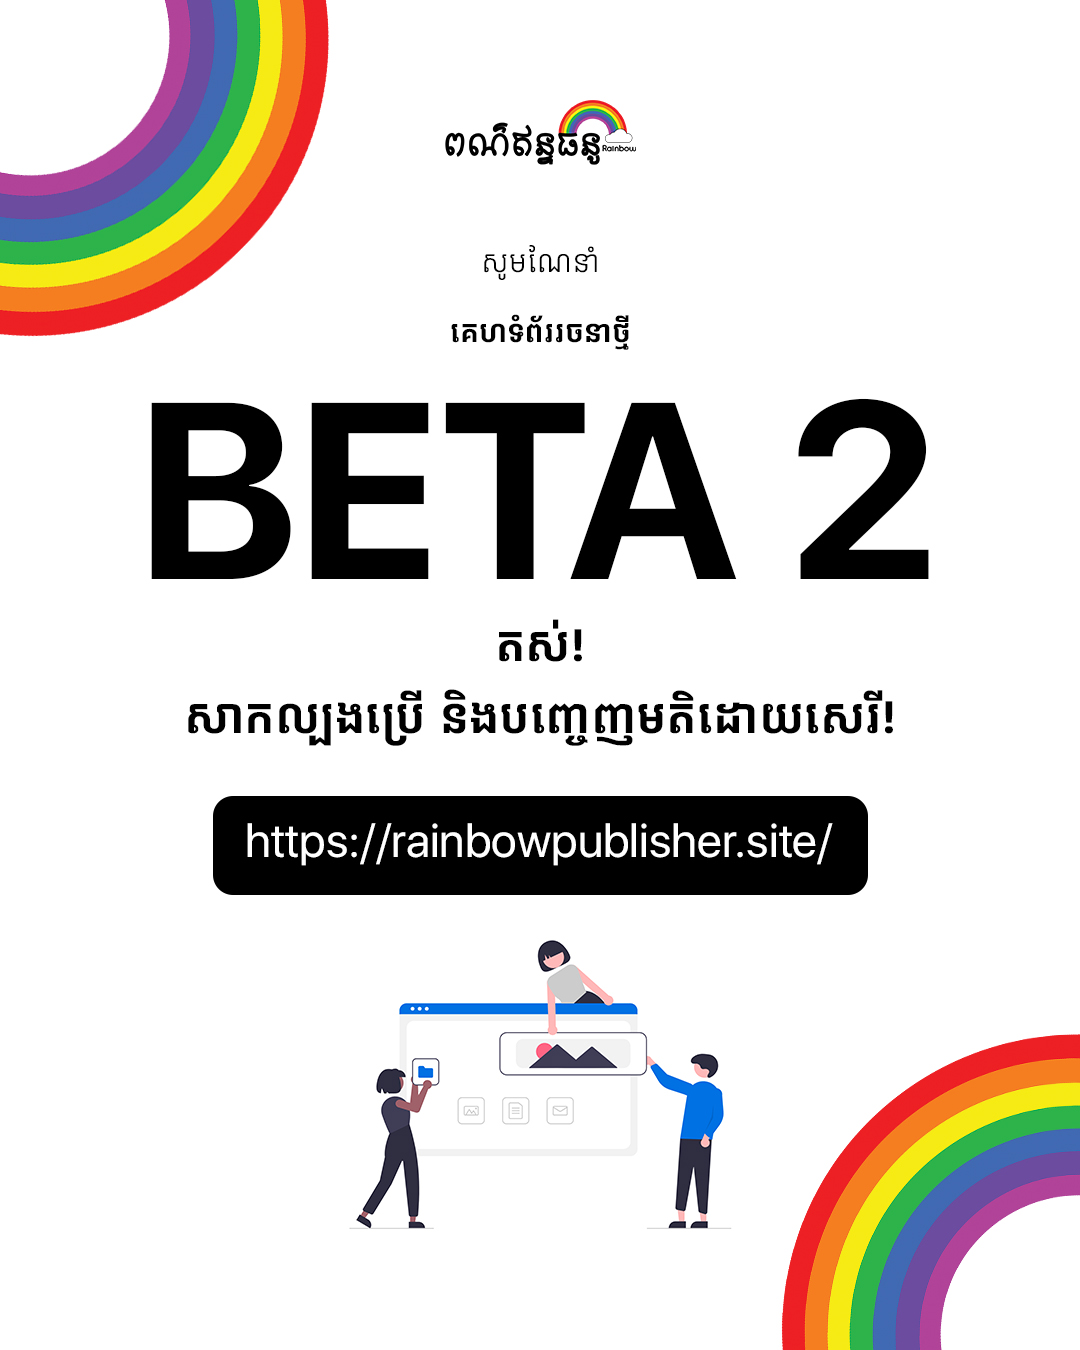 ពណ៌ឥន្ទធនូ
Rainbow
សូមណែនាំ
គេហទំព័ររចនាថ្មី
BETA 2
តស់!
សាកល្បងប្រើ និងបញ្ចេញមតិដោយសេរី!
https://rainbowpublisher.site/